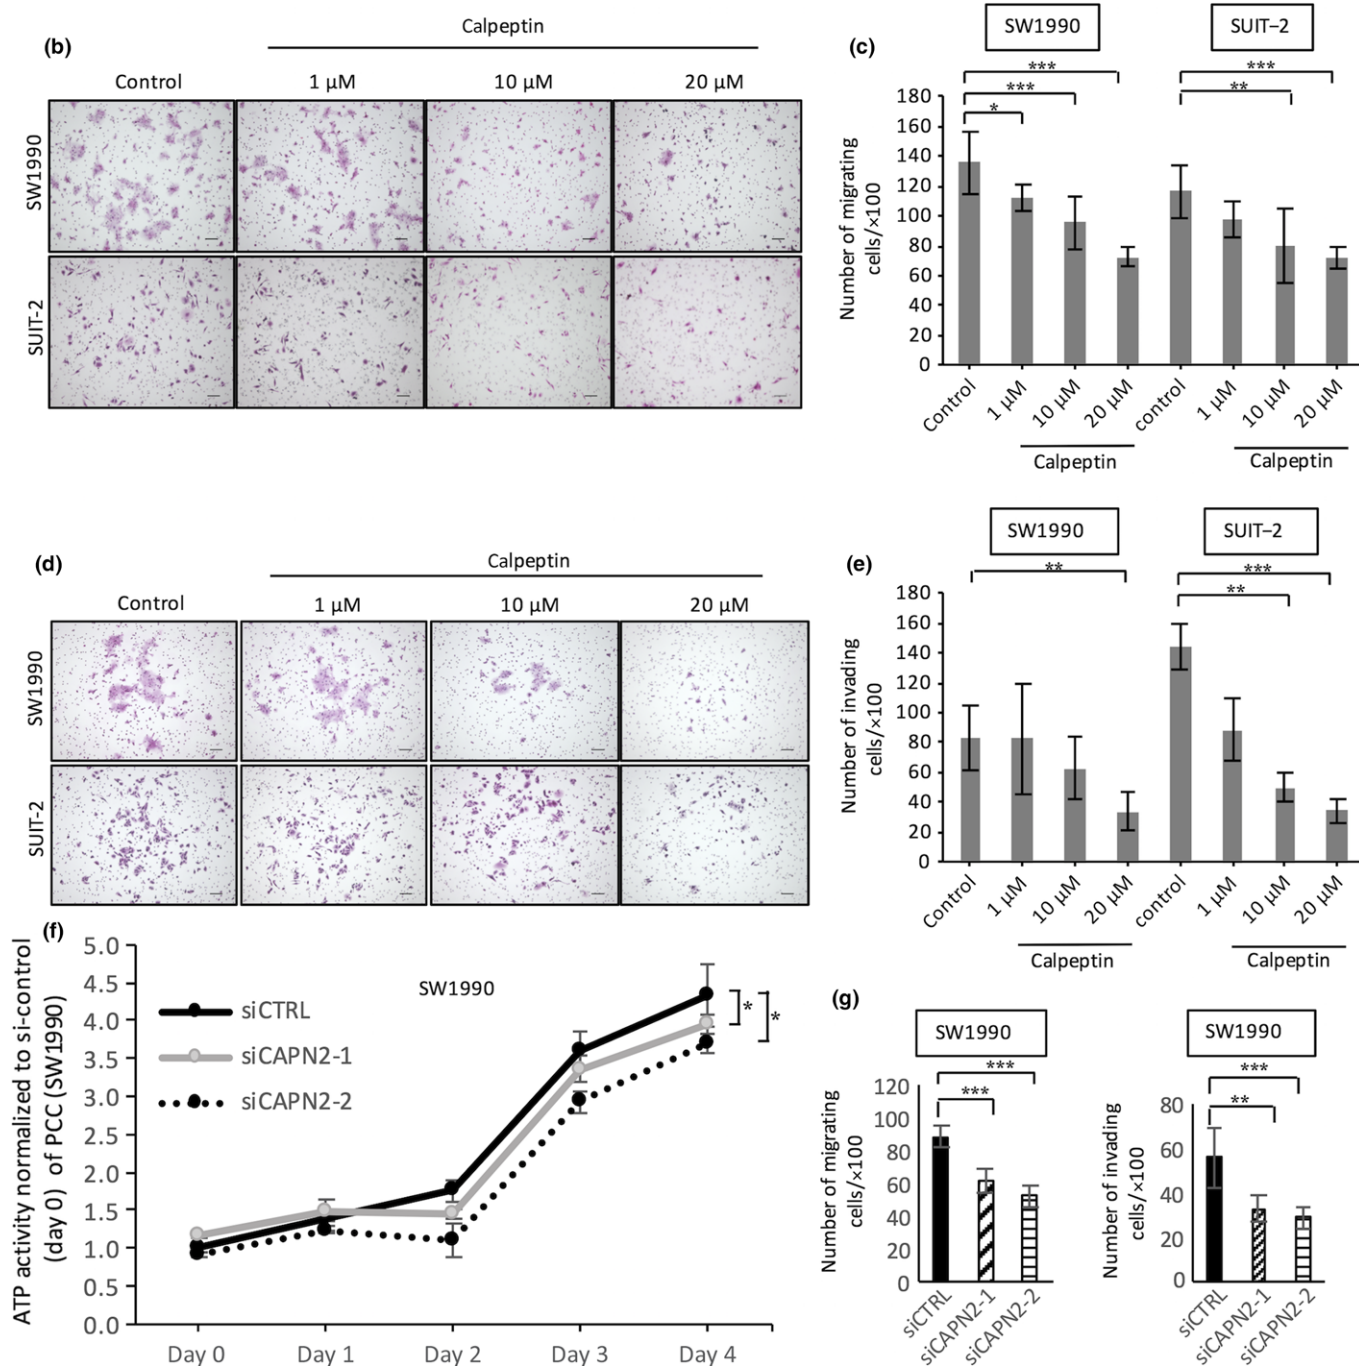 (b)
Calpeptin
Control 1 µM 10 µM 20 µM
SW1990
SUIT-2
(c)
SW1990 SUIT–2
*** ***
*** **
*
Number of migrating
cells/×100
180
160
140
120
100
80
60
40
20
0
Control 1 µM 10 µM 20 µM control 1 µM 10 µM 20 µM
Calpeptin Calpeptin
(d)
Calpeptin
Control 1 µM 10 µM 20 µM
SW1990
SUIT-2
(e)
SW1990 SUIT–2
** ***
**
Number of invading
cells/×100
180
160
140
120
100
80
60
40
20
0
Control 1 µM 10 µM 20 µM control 1 µM 10 µM 20 µM
Calpeptin Calpeptin
(f)
ATP activity normalized to si-control
(day 0) of PCC (SW1990)
5.0
4.5
4.0
3.5
3.0
2.5
2.0
1.5
1.0
0.5
0.0
SW1990
siCTRL
siCAPN2-1
siCAPN2-2
* *
Day 0 Day 1 Day 2 Day 3 Day 4
(g)
SW1990
***
***
Number of migrating
cells/×100
120
100
80
60
40
20
0
siCTRL siCAPN2-1 siCAPN2-2
SW1990
***
**
Number of invading
cells/×100
80
60
40
20
0
siCTRL siCAPN2-1 siCAPN2-2